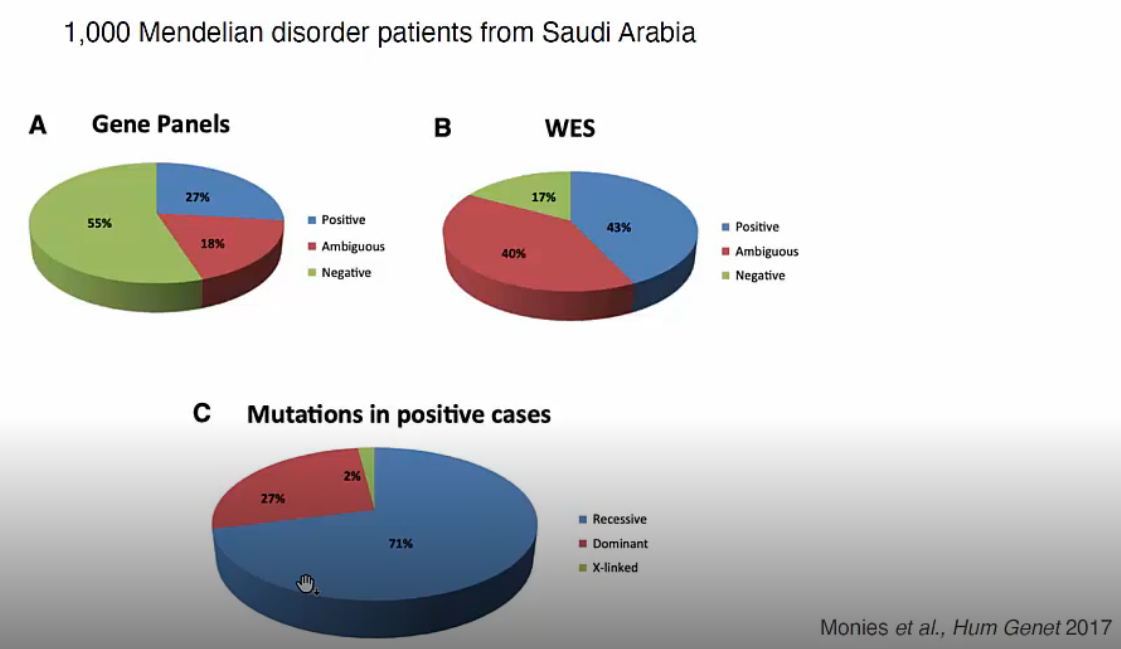 1,000 Mendelian disorder patients from Saudi Arabia
A Gene Panels
27%
55%
18%
Positive
Ambiguous
Negative
B WES
17%
43%
40%
Positive
Ambiguous
Negative
C Mutations in positive cases
2%
27%
71%
Recessive
Dominant
X-linked
Monies et al., Hum Genet 2017